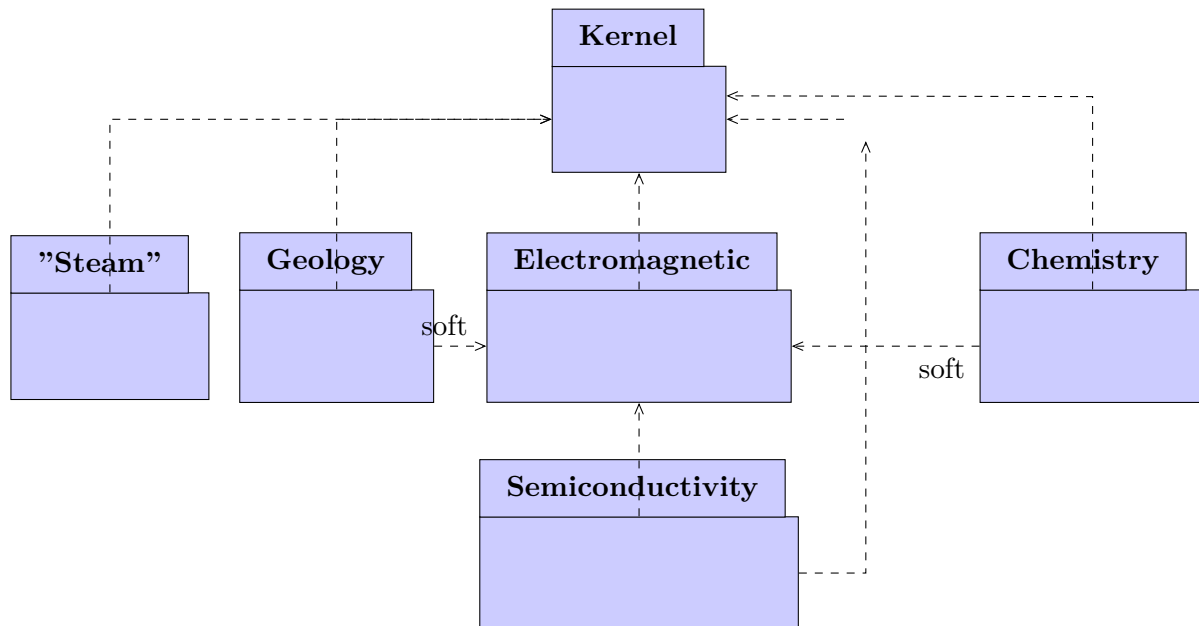 Kernel
”Steam”
Geology
Electromagnetic
Chemistry
soft
soft
Semiconductivity